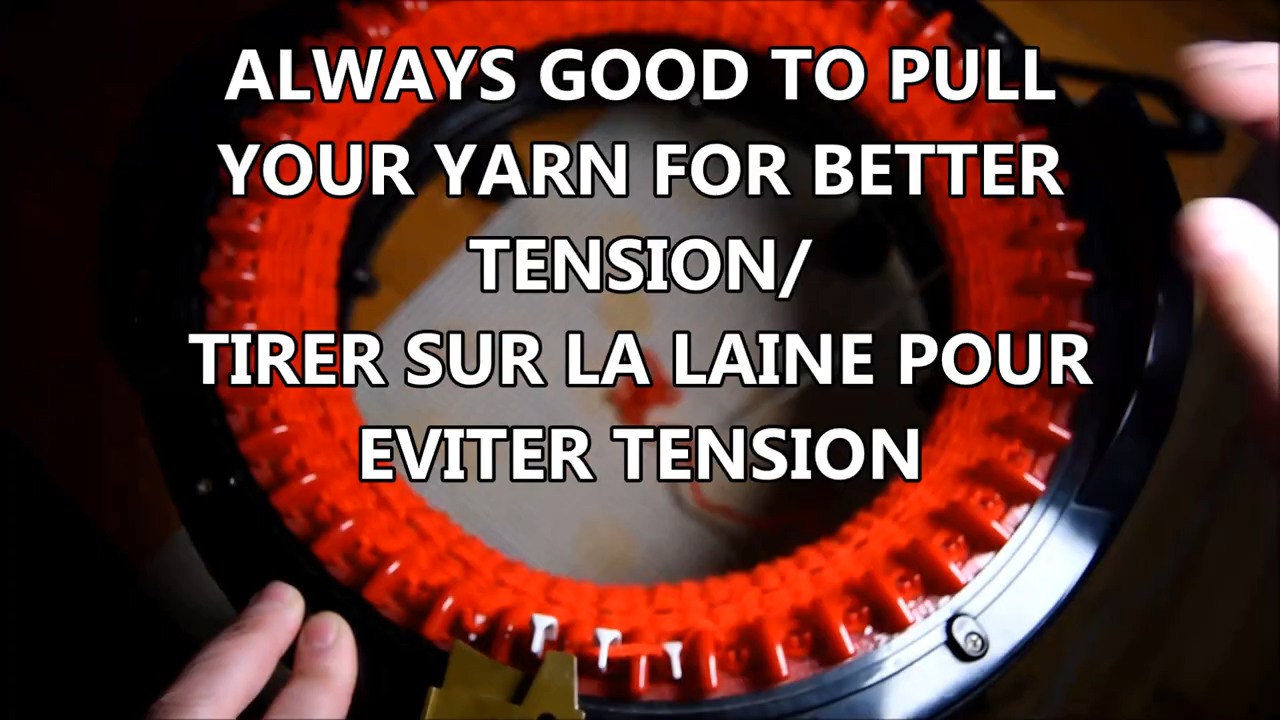 ALWAYS GOOD TO PULL
YOUR YARN FOR BETTER
TENSION/
TIRER SUR LA LAINE POUR
EVITER TENSION